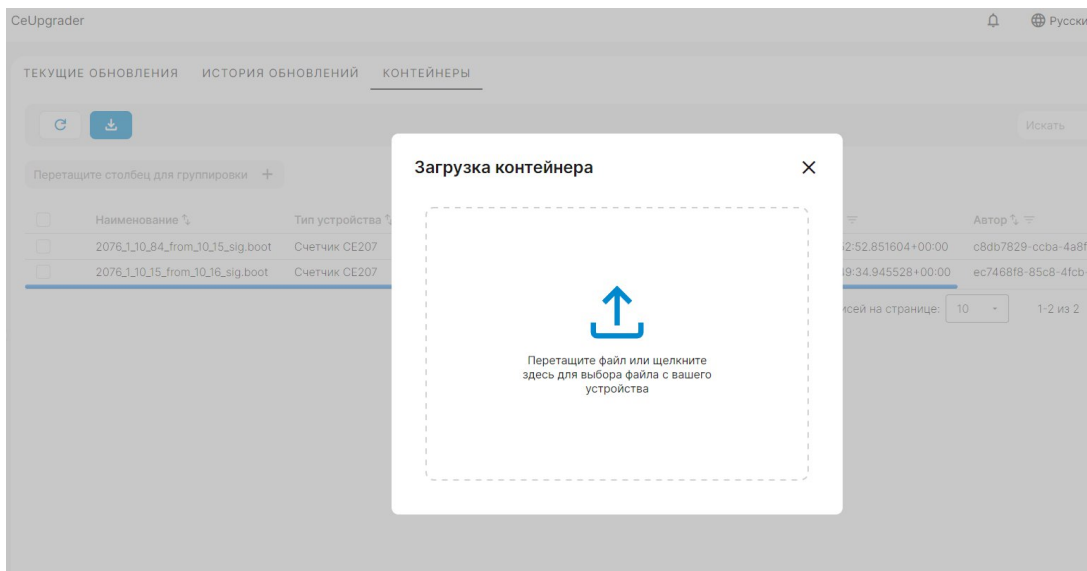 CeUpgrader
Русски
ТЕКУЩИЕ ОБНОВЛЕНИЯ ИСТОРИЯ ОБНОВЛЕНИЙ КОНТЕЙНЕРЫ
Искать
Загрузка контейнера
Перетащите столбец для группировки +
Наименование Тип устройства Автор
2076_1_10_84_from_10_15_sig.boot Счетчик CE207 2:52.851604+00:00 c8db7829-ccba-4a8f
2076_1_10_15_from_10_16_sig.boot Счетчик CE207 9:34.945528+00:00 ec7468f8-85c8-4fcb-
исей на странице: 10 1-2 из 2
Перетащите файл или щелкните
здесь для выбора файла с вашего
устройства